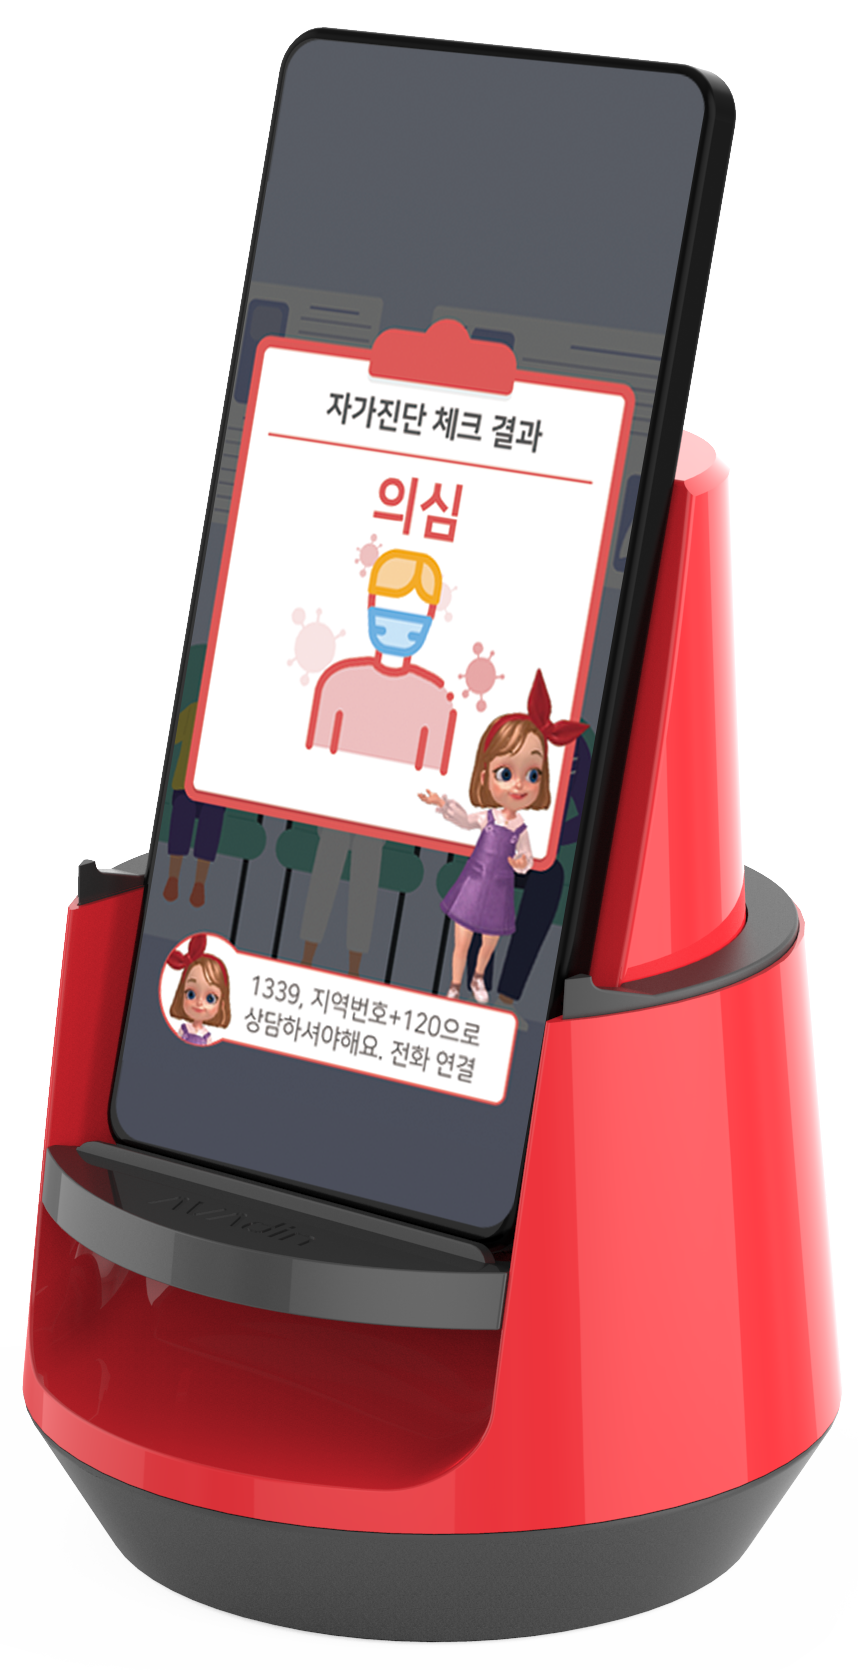 자가진단 체크 결과
의심
1339, 지역번호+120으로
상담하셔야해요. 전화 연결